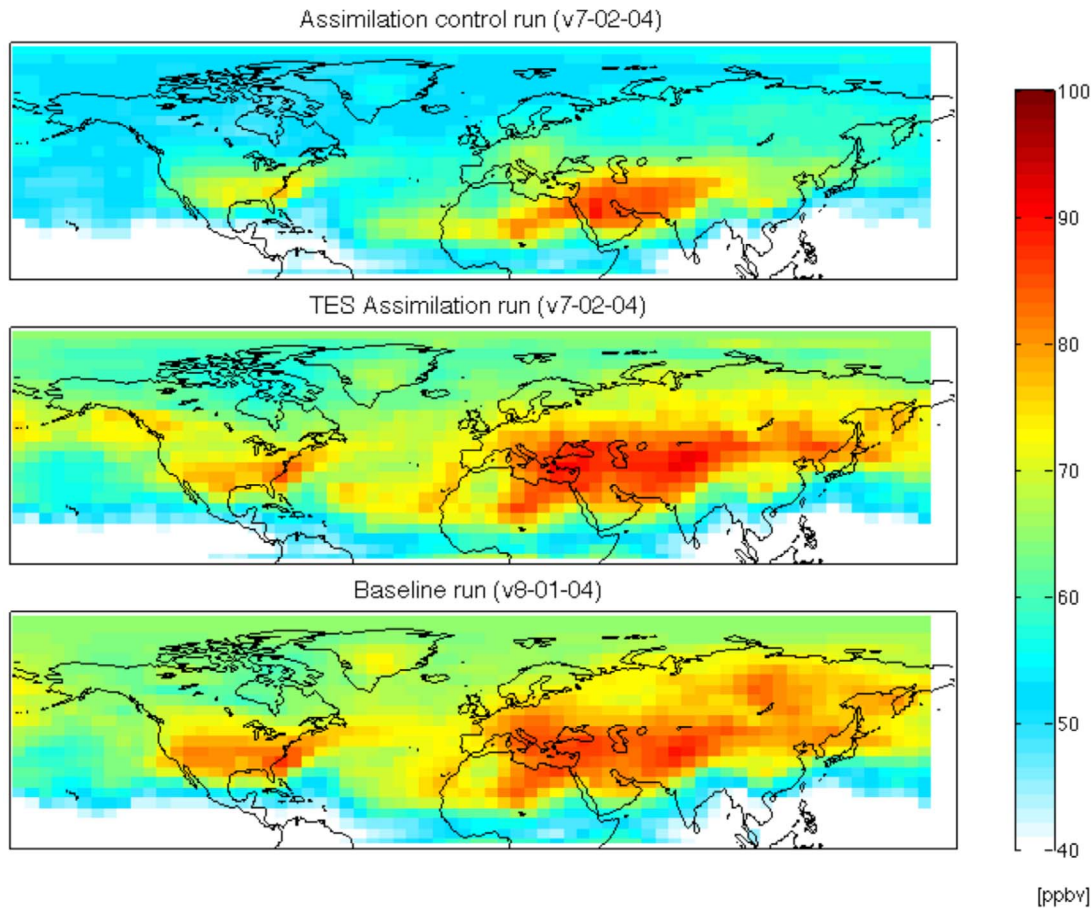 Assimilation control run (v7-02-04)
TES Assimilation run (v7-02-04)
Baseline run (v8-01-04)
100
90
80
70
60
50
40
[ppbv]